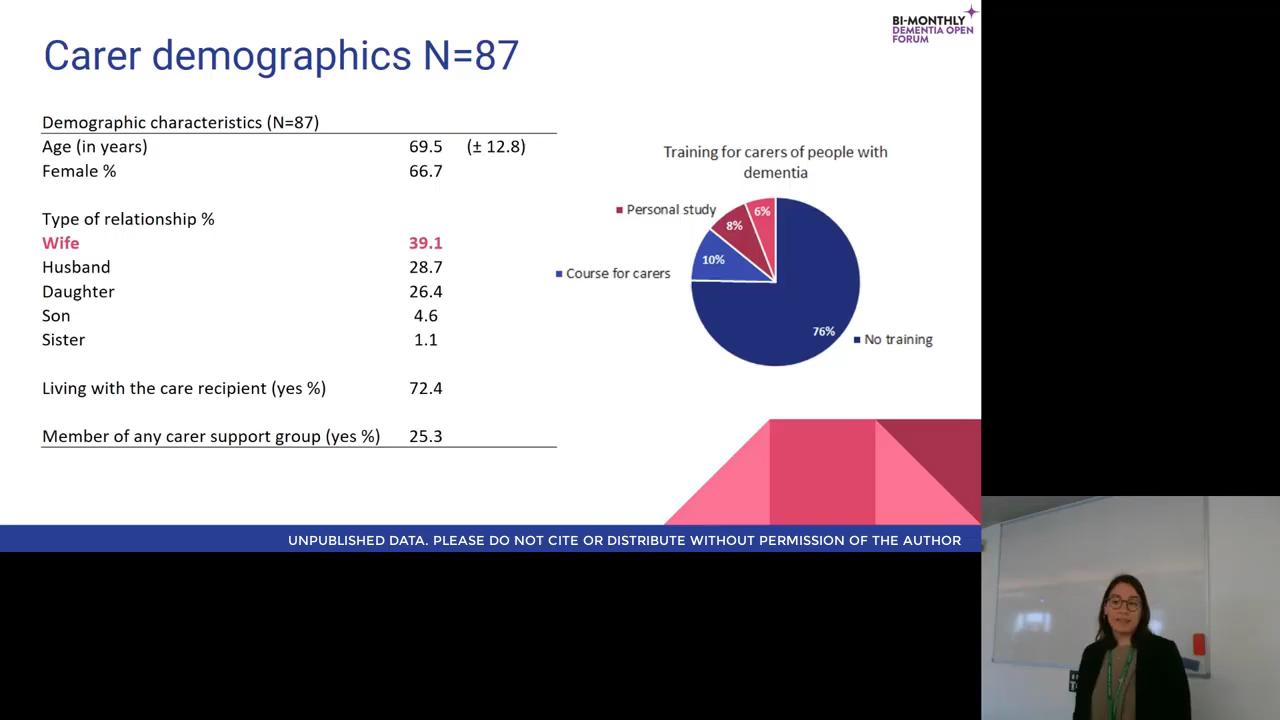 BI-MONTHLY
DEMENTIA OPEN
FORUM
Carer demographics N=87
Demographic characteristics (N=87)
Age (in years) 69.5 (± 12.8)
Female % 66.7
Type of relationship %
Wife 39.1
Husband 28.7
Daughter 26.4
Son 4.6
Sister 1.1
Living with the care recipient (yes %) 72.4
Member of any carer support group (yes %) 25.3
Training for carers of people with
dementia
Personal study
6%
8%
10%
Course for carers
76%
No training
UNPUBLISHED DATA. PLEASE DO NOT CITE OR DISTRIBUTE WITHOUT PERMISSION OF THE AUTHOR